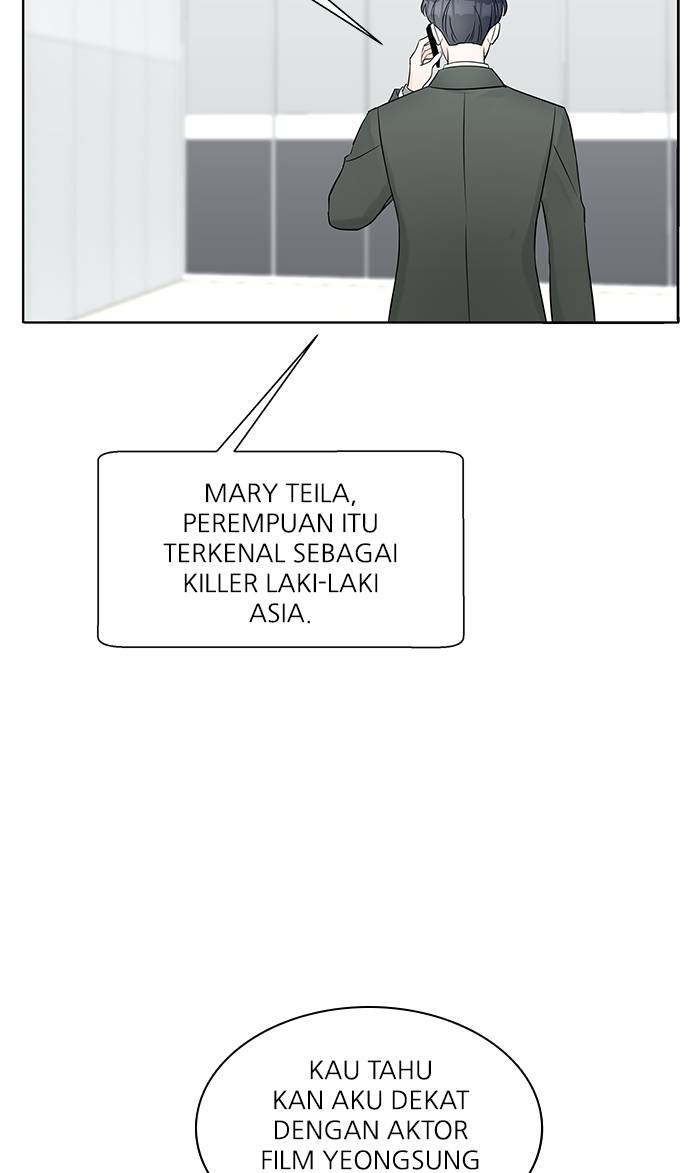 MARY TEILA,
PEREMPUAN ITU
TERKENAL SEBAGAI
KILLER LAKI-LAKI
ASIA.
KAU TAHU
KAN AKU DEKAT
DENGAN AKTOR
FILM YEONGSUNG